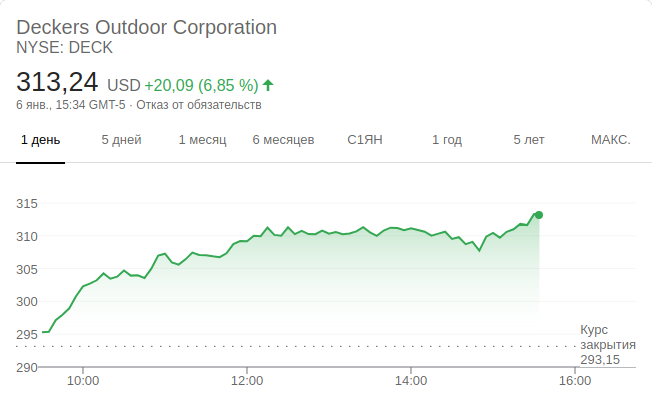 Deckers Outdoor Corporation
NYSE: DECK
313,24 USD +20,09 (6,85 %)
6 янв., 15:34 GMT-5 · Отказ от обязательств
1 день 5 дней 1 месяц 6 месяцев С1ЯН 1 год 5 лет МАКС.
315
310
305
300
295
290
Курс
закрытия
293,15
10:00 12:00 14:00 16:00